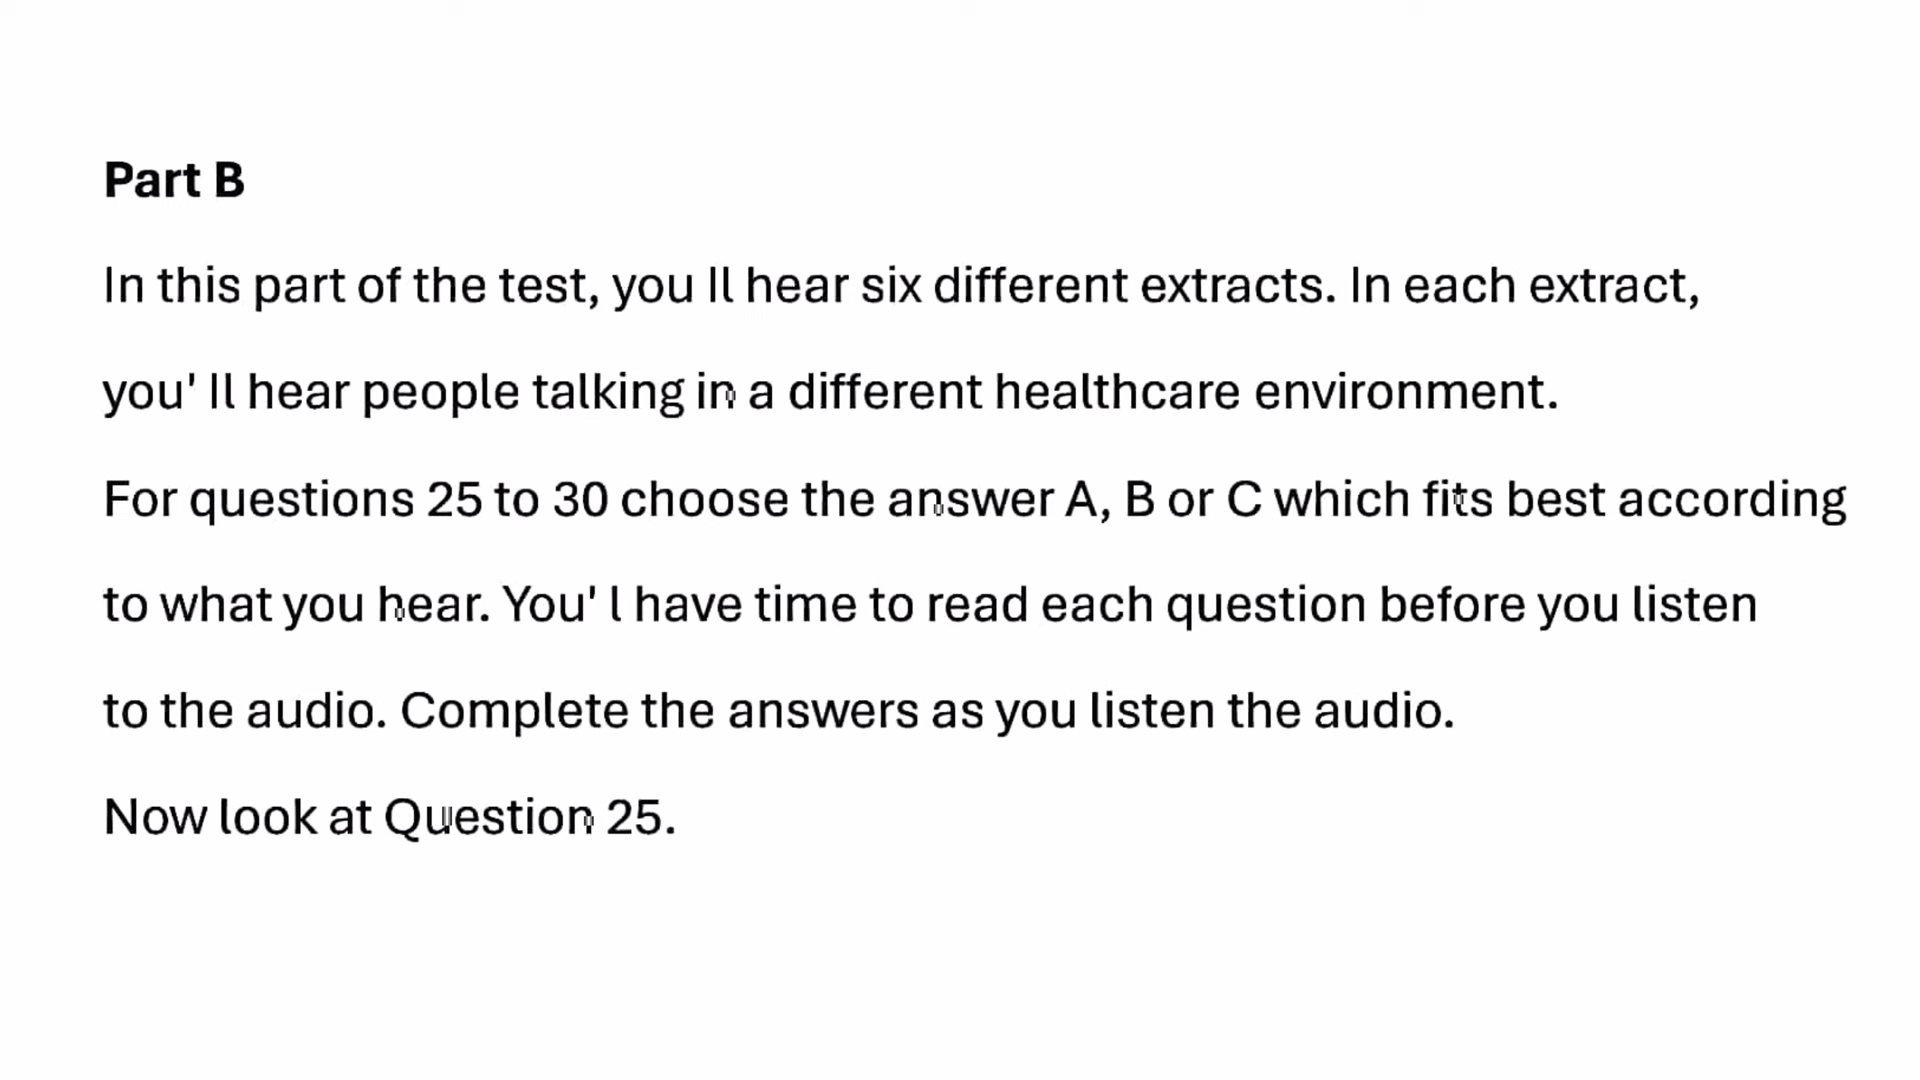 Part B
In this part of the test, you ll hear six different extracts. In each extract,
you' ll hear people talking in a different healthcare environment.
For questions 25 to 30 choose the answer A, B or C which fits best according
to what you hear. You' l have time to read each question before you listen
to the audio. Complete the answers as you listen the audio.
Now look at Question 25.